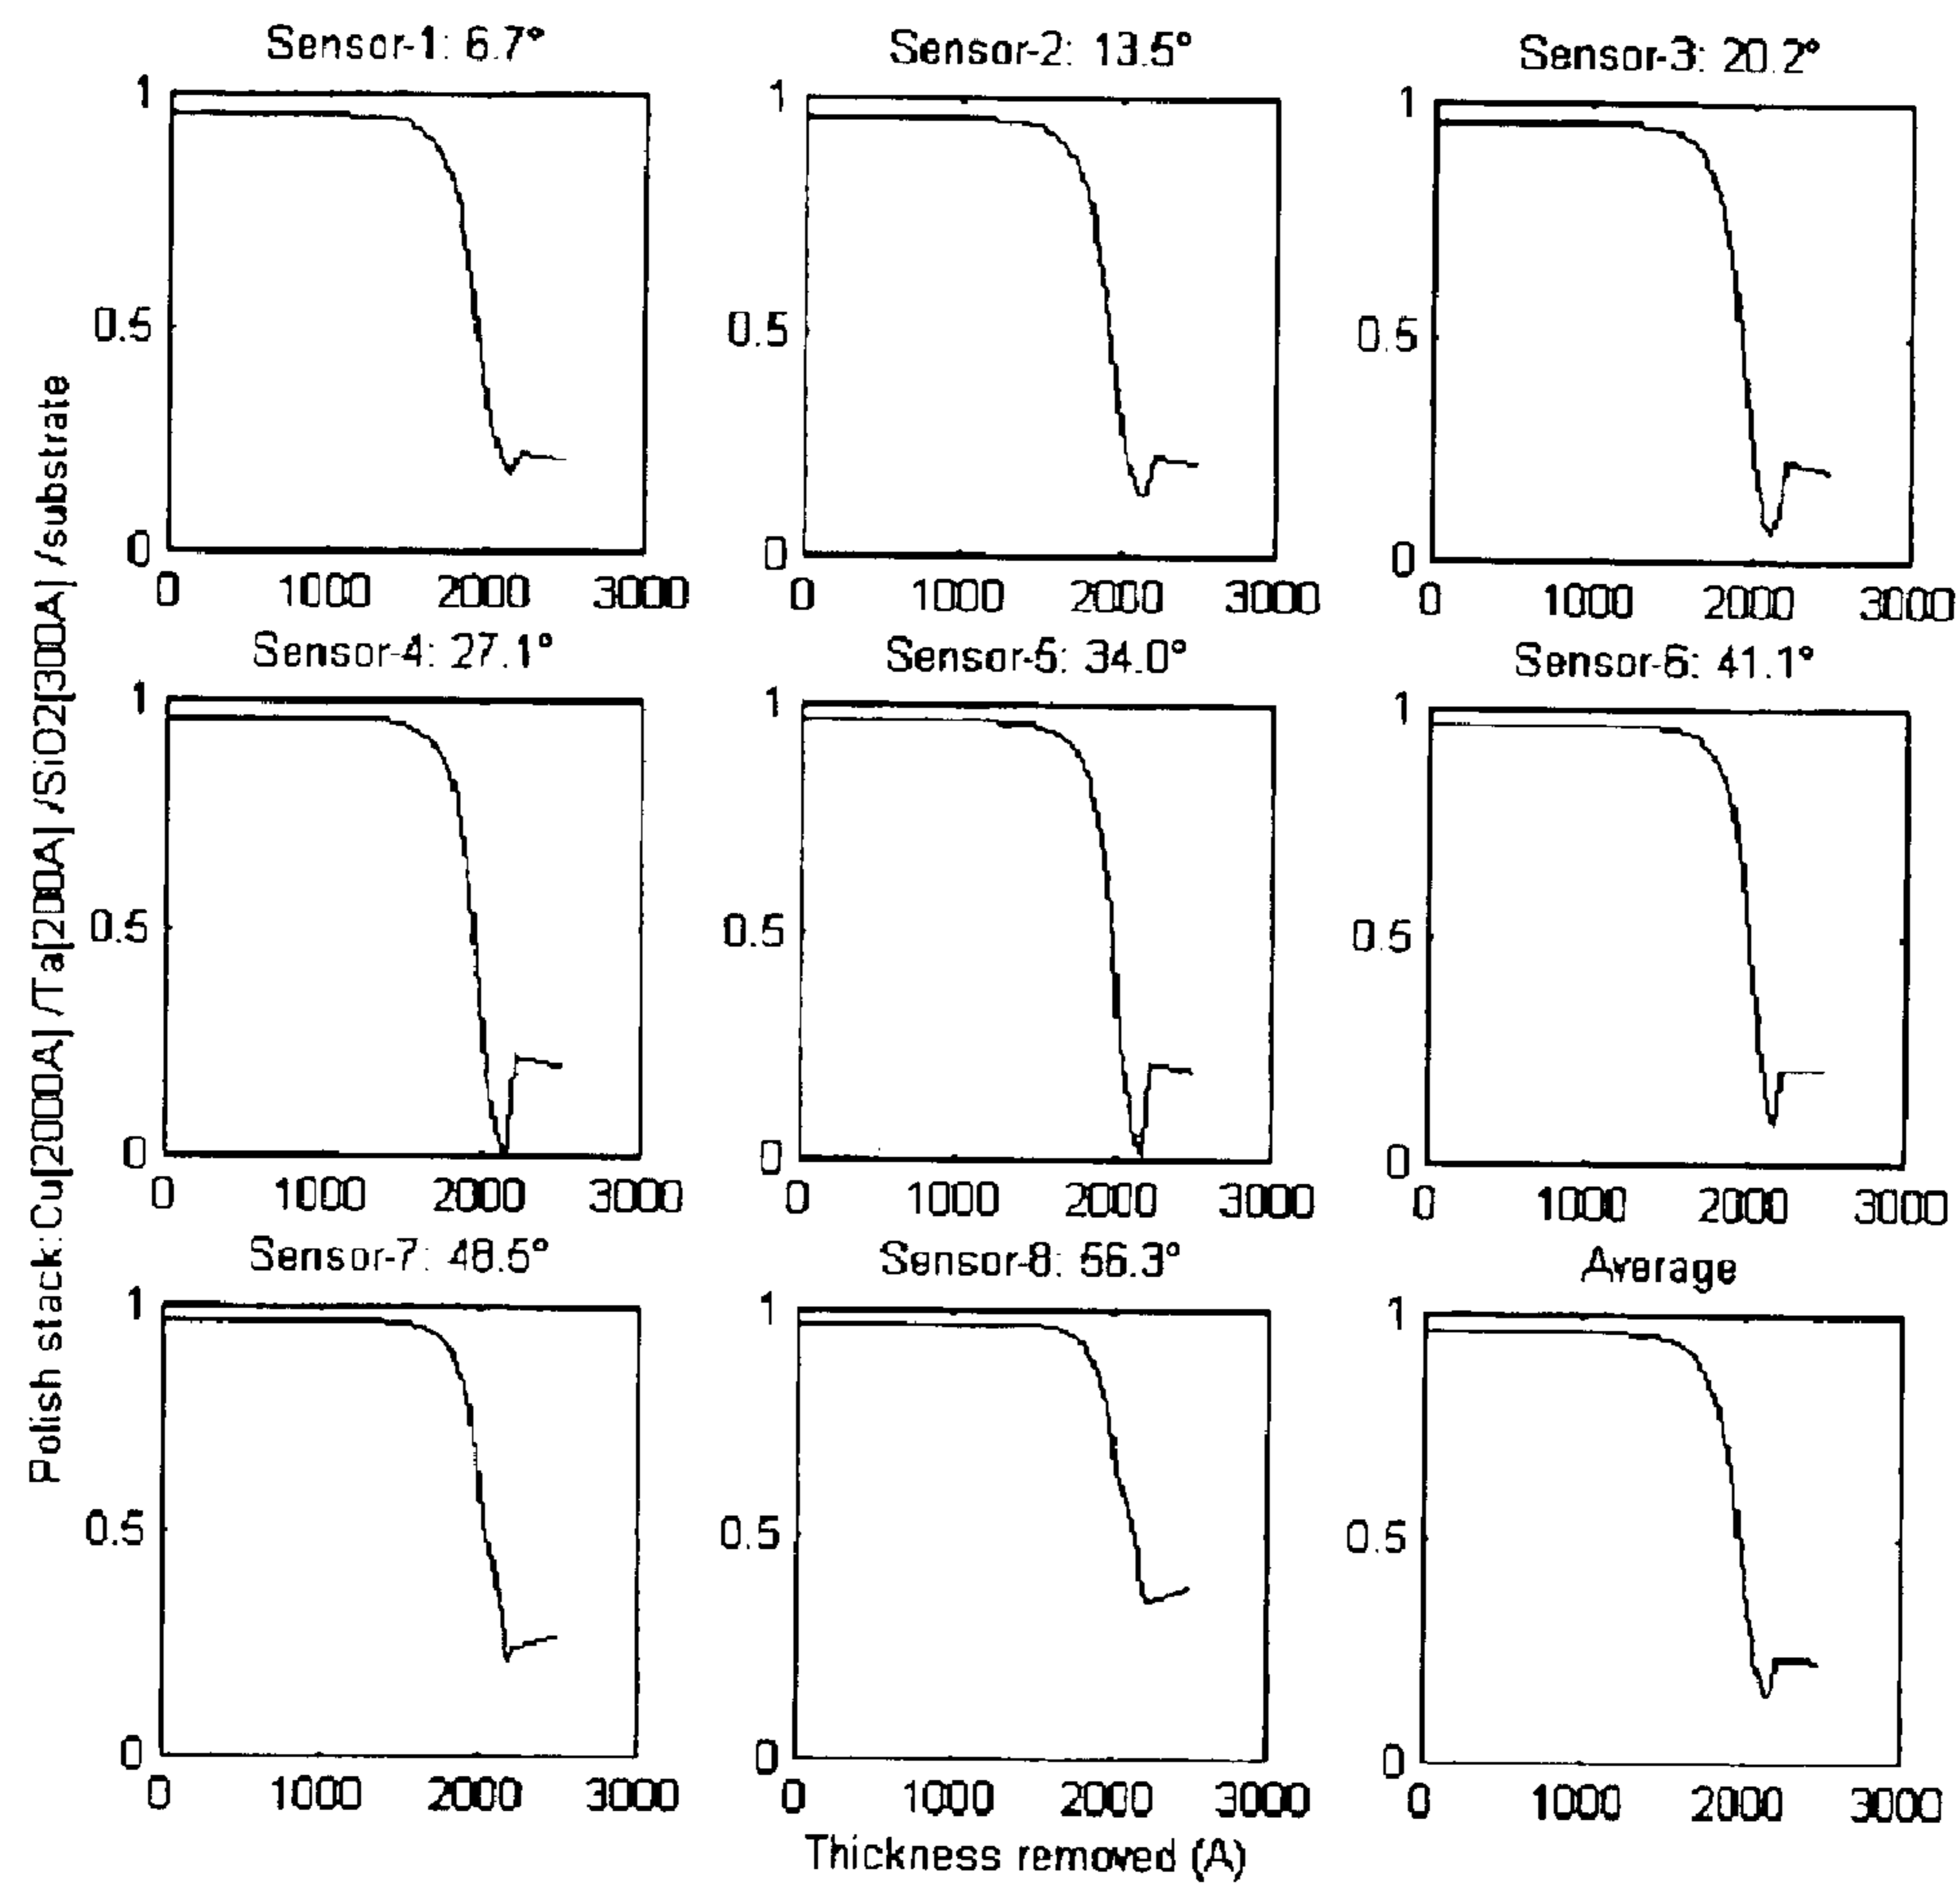 Polish stack: Cu[2000A] /Ta[200A] /SiO2[300A] //substrate
Sensor-1: 6.7°
1
0.5
0
0 1000 2000 3000
Sensor-2: 13.5°
1
0.5
0
0 1000 2000 3000
Sensor-3: 20.2°
1
0.5
0
0 1000 2000 3000
Sensor-4: 27.1°
1
0.5
0
0 1000 2000 3000
Sensor-5: 34.0°
1
0.5
0
0 1000 2000 3000
Sensor-6: 41.1°
1
0.5
0
0 1000 2000 3000
Sensor-7: 48.5°
1
0.5
0
0 1000 2000 3000
Sensor-8: 56.3°
1
0.5
0
0 1000 2000 3000
Average
1
0.5
0
0 1000 2000 3000
Thickness removed (A)